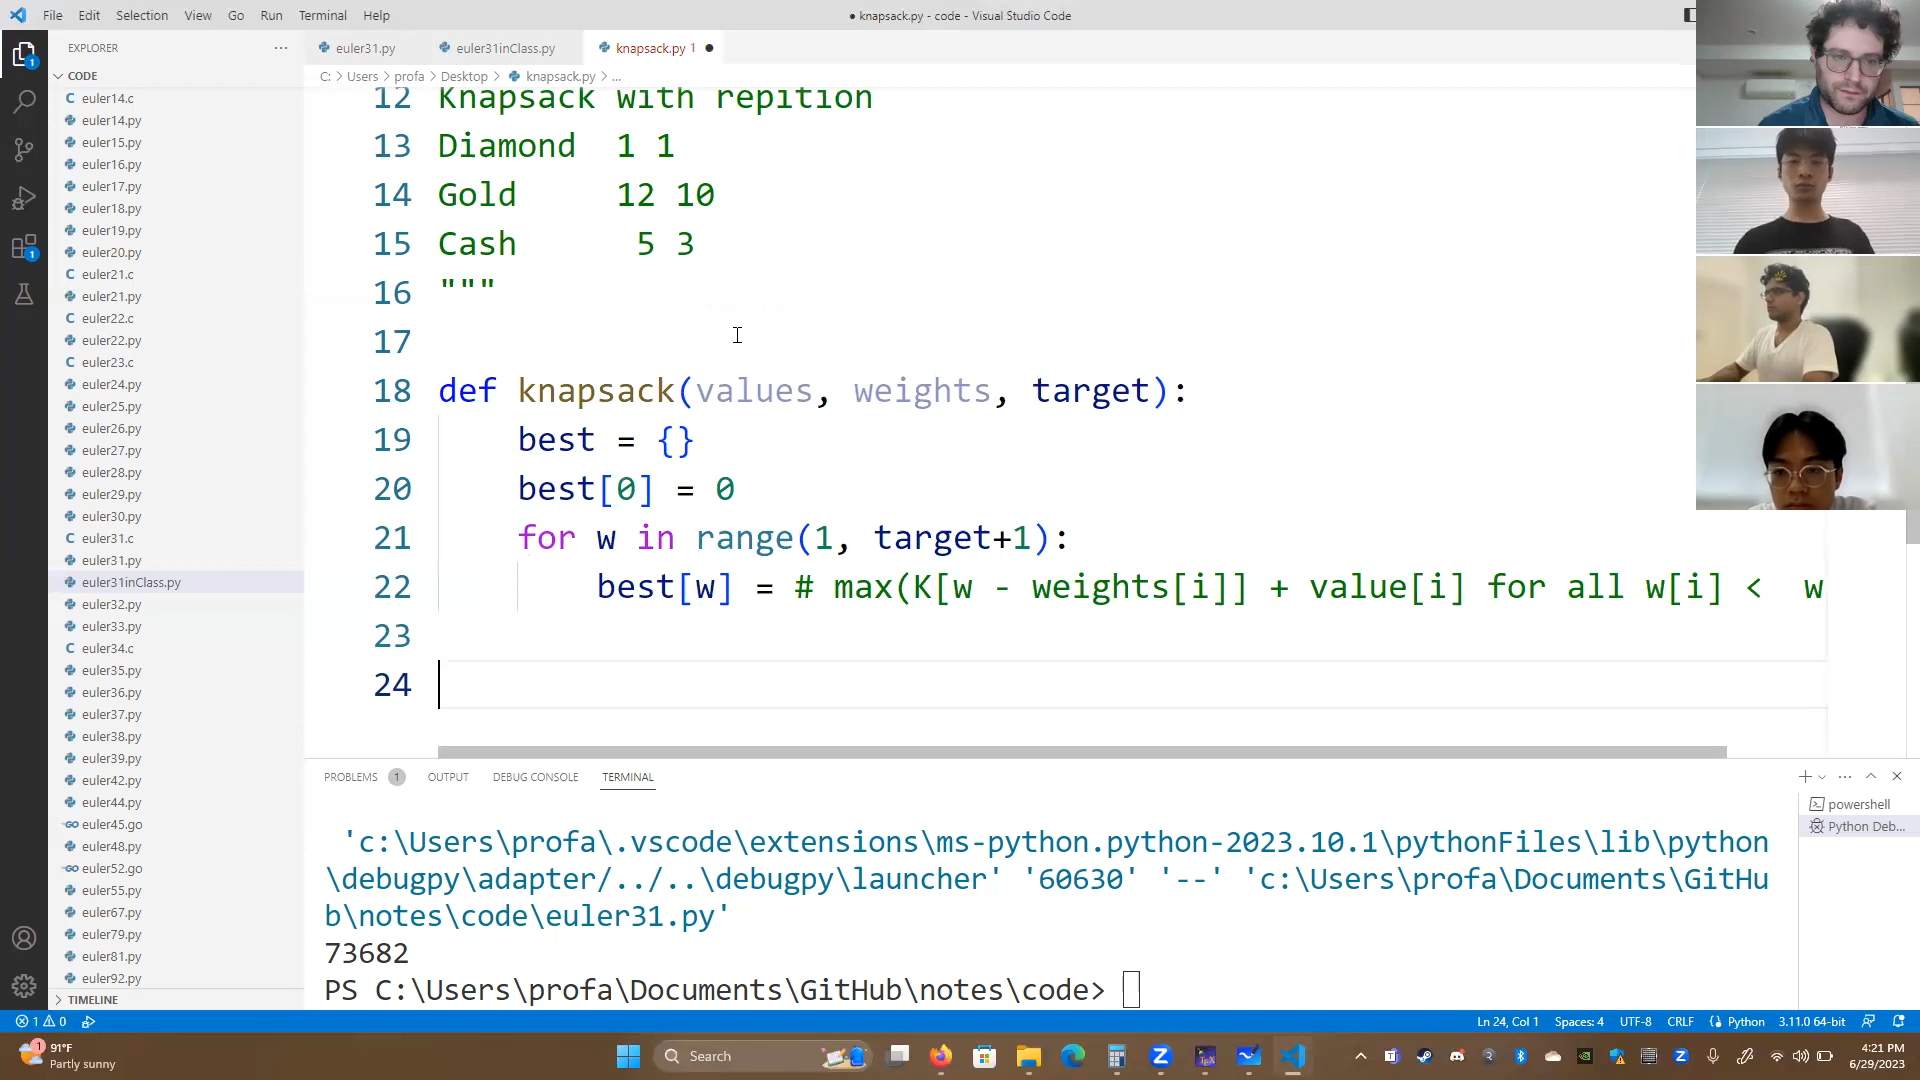 File Edit Selection View Go Run Terminal Help
● knapsack.py - code - Visual Studio Code
EXPLORER ···
euler31.py
euler31inClass.py
knapsack.py 1 ●
C: > Users > profa > Desktop > knapsack.py > ...
CODE
C euler14.c
euler14.py
euler15.py
euler16.py
euler17.py
euler18.py
euler19.py
euler20.py
C euler21.c
euler21.py
C euler22.c
euler22.py
C euler23.c
euler24.py
euler25.py
euler26.py
euler27.py
euler28.py
euler29.py
euler30.py
C euler31.c
euler31.py
euler31inClass.py
euler32.py
euler33.py
C euler34.c
euler35.py
euler36.py
euler37.py
euler38.py
euler39.py
euler42.py
euler44.py
euler45.go
euler48.py
euler52.go
euler55.py
euler67.py
euler79.py
euler81.py
euler92.py
TIMELINE
12 Knapsack with repition
13 Diamond 1 1
14 Gold 12 10
15 Cash 5 3
16 """
17
18 def knapsack(values, weights, target):
19 best = {}
20 best[0] = 0
21 for w in range(1, target+1):
22 best[w] = # max(K[w - weights[i]] + value[i] for all w[i] < w
23
24
PROBLEMS 1 OUTPUT DEBUG CONSOLE TERMINAL
powershell
Python Deb...
'c:\Users\profa\.vscode\extensions\ms-python.python-2023.10.1\pythonFiles\lib\python
\debugpy\adapter/../..\debugpy\launcher' '60630' '--' 'c:\Users\profa\Documents\GitHu
b\notes\code\euler31.py'
73682
PS C:\Users\profa\Documents\GitHub\notes\code>
1 0
Ln 24, Col 1 Spaces: 4 UTF-8 CRLF Python 3.11.0 64-bit
1
91°F
Partly sunny
Search
4:21 PM
6/29/2023